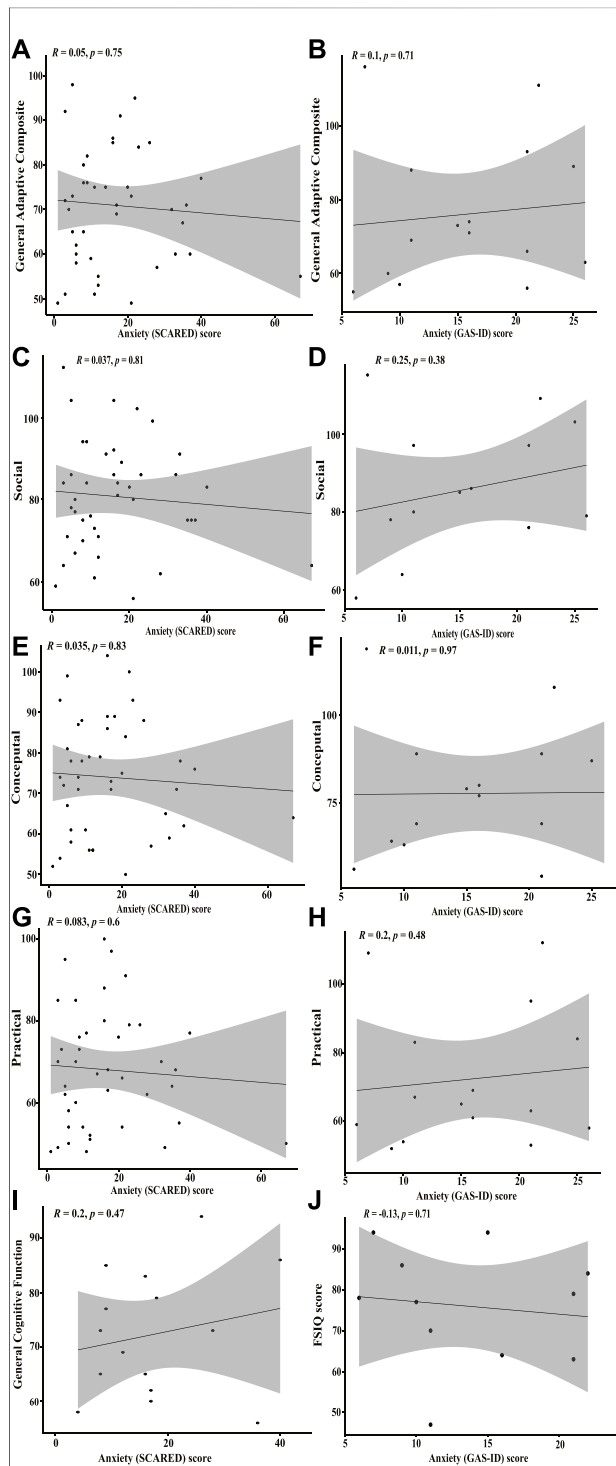 A
R = 0.05, p = 0.75
General Adaptive Composite
100
90
80
70
60
50
0
20
40
60
Anxiety (SCARED) score
B
R = 0.1, p = 0.71
General Adaptive Composite
100
80
60
5
10
15
20
25
Anxiety (GAS-ID) score
C
R = 0.037, p = 0.81
Social
100
80
60
0
20
40
60
Anxiety (SCARED) score
D
R = 0.25, p = 0.38
Social
100
80
60
5
10
15
20
25
Anxiety (GAS-ID) score
E
R = 0.035, p = 0.83
Conceputal
100
90
80
70
60
50
0
20
40
60
Anxiety (SCARED) score
F
R = 0.011, p = 0.97
Conceputal
100
75
5
10
15
20
25
Anxiety (GAS-ID) score
G
R = 0.083, p = 0.6
Practical
100
80
60
0
20
40
60
Anxiety (SCARED) score
H
R = 0.2, p = 0.48
Practical
100
80
60
5
10
15
20
25
Anxiety (GAS-ID) score
I
R = 0.2, p = 0.47
General Cognitive Function
90
80
70
60
0
20
40
Anxiety (SCARED) score
J
R = -0.13, p = 0.71
FSIQ score
90
80
70
60
50
5
10
15
20
Anxiety (GAS-ID) score